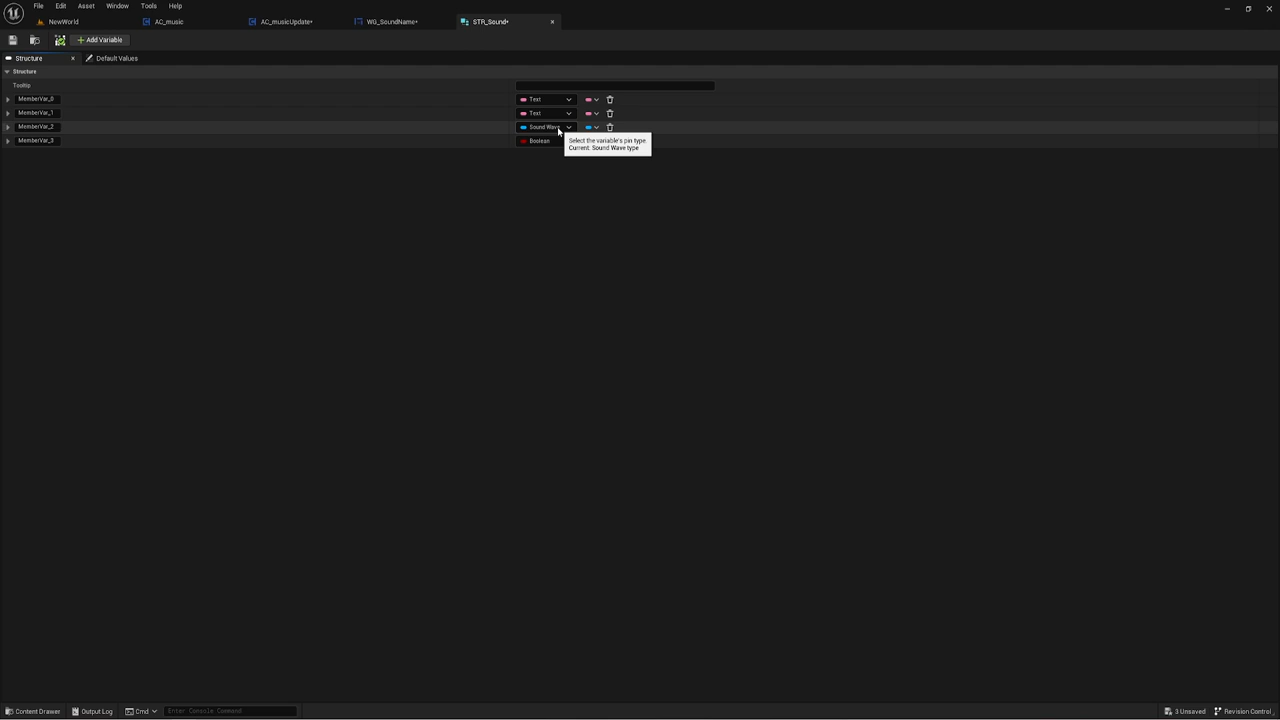 File Edit Asset Window Tools Help
NewWorld AC_music AC_musicUpdate* WG_SoundName* STR_Sound*
Add Variable
Structure Default Values
Structure
Tooltip
MemberVar_0 Text
MemberVar_1 Text
MemberVar_2 Sound Wave
MemberVar_3 Boolean
Select the variable's pin type.
Current: Sound Wave type
Content Drawer Output Log Cmd Enter Console Command 3 Unsaved Revision Control